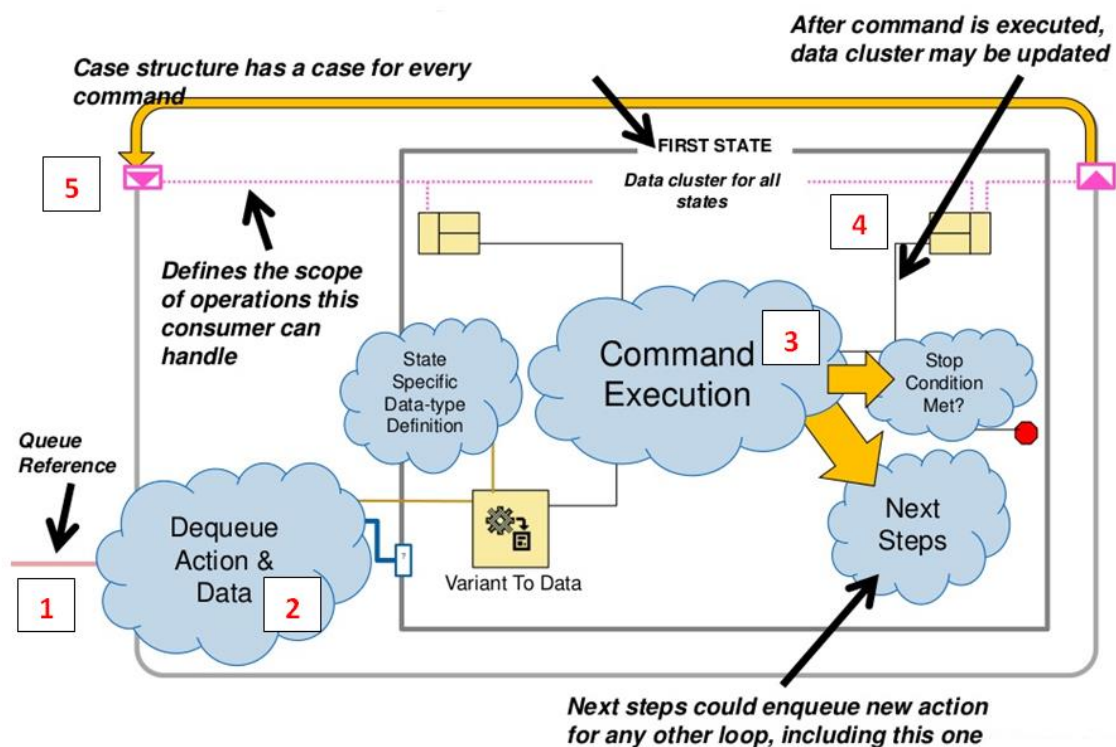 After command is executed,
data cluster may be updated
Case structure has a case for every
command
FIRST STATE
5
Data cluster for all
states
4
Defines the scope
of operations this
consumer can
handle
Command
Execution
3
State
Specific
Data-type
Definition
Stop
Condition
Met?
Queue
Reference
Dequeue
Action &
Data
Next
Steps
?
Variant To Data
1
2
Next steps could enqueue new action
for any other loop, including this one